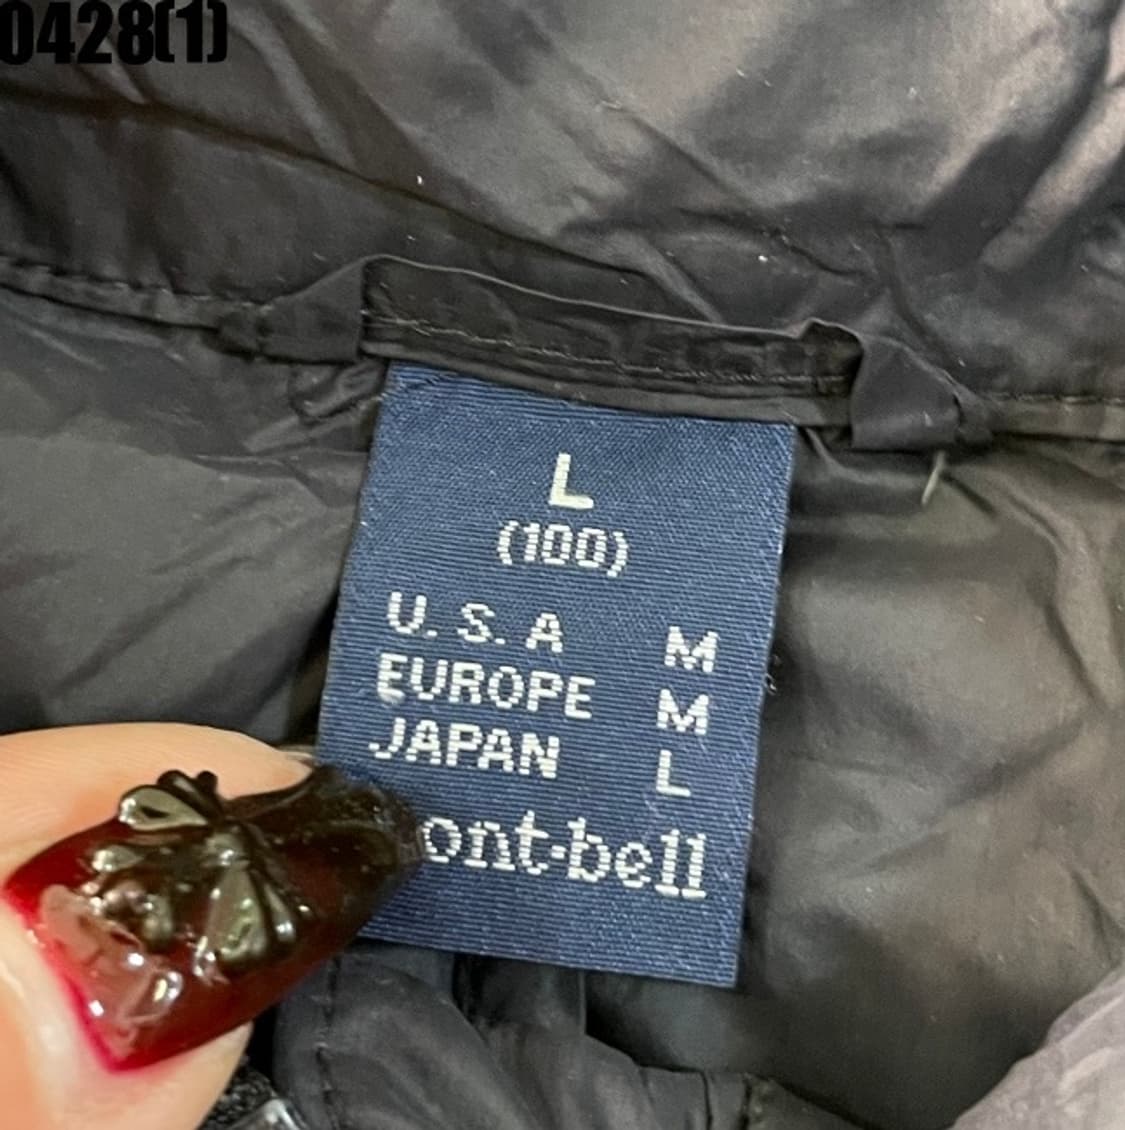 0428(1)
L
(100)
U.S.A M
EUROPE M
JAPAN L
ont-bell